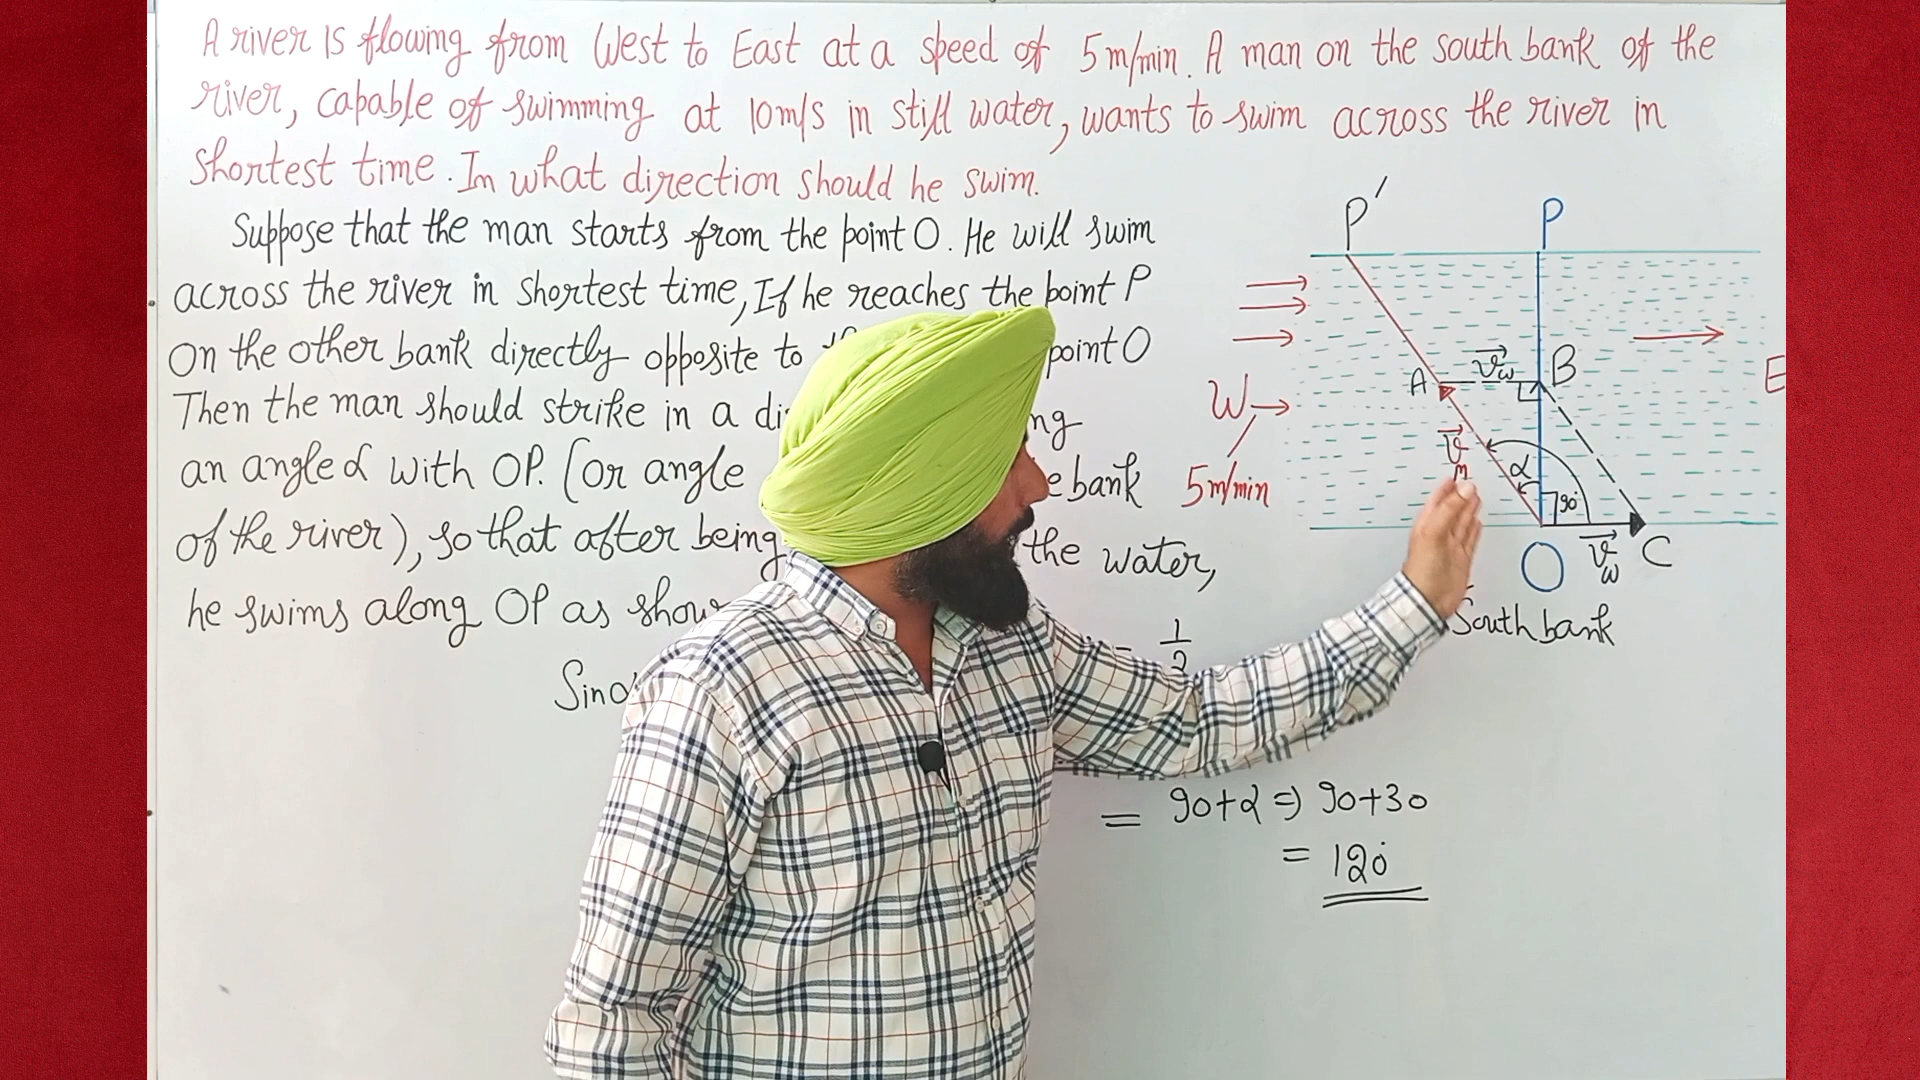 A river is flowing from West to East at a speed of 5m/min. A man on the south bank of the
river, capable of swimming at 10m/s in still water, wants to swim across the river in
shortest time. In what direction should he swim.
Suppose that the man starts from the point O. He will swim
across the river in shortest time, If he reaches the point P
On the other bank directly opposite to point O
Then the man should strike in a
an angle α with OP. (or angle e bank
of the river), so that after being the water,
he swims along OP as
Sin
1
2
= 90+α ⇒ 90+30
= 120°
P'
P
W
5m/min
E
A
v⃗w
B
v⃗m
α
90°
O
v⃗w
C
South bank